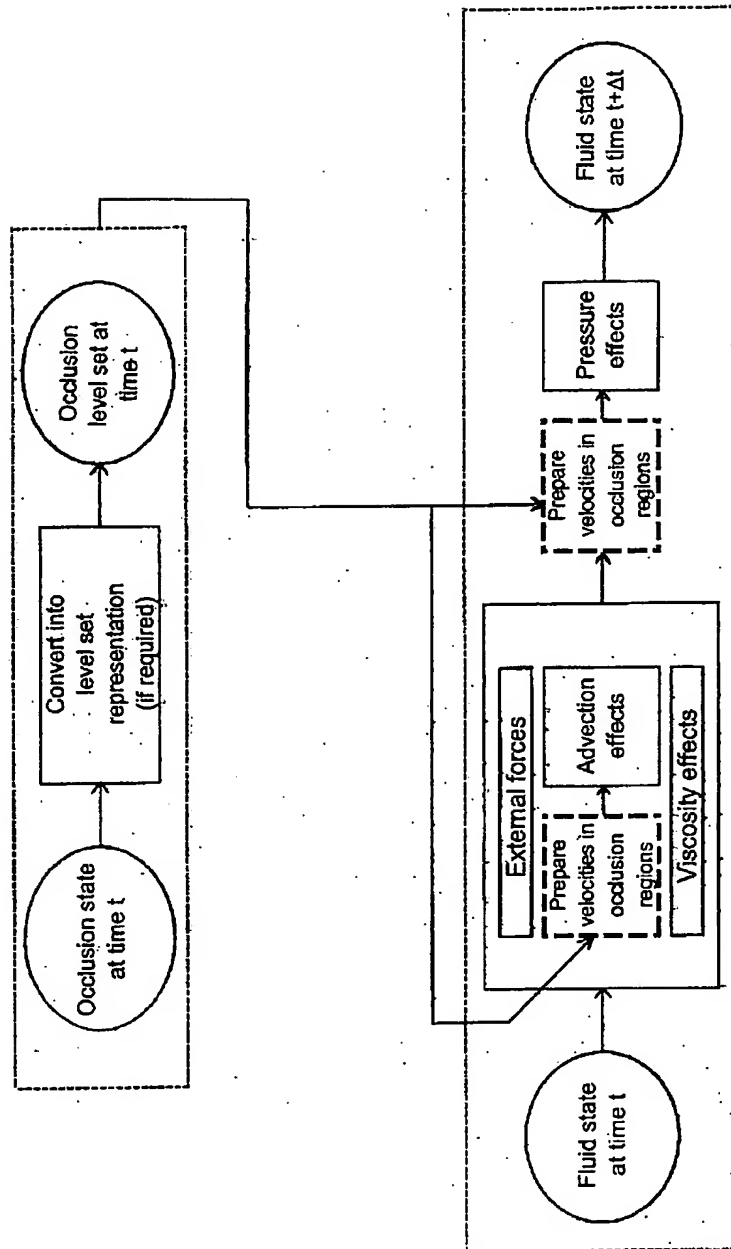 Occlusion state
at time t
Convert into
level set
representation
(if required)
Occlusion
level set at
time t
Fluid state
at time t
External forces
Prepare
velocities in
occlusion
regions
Advection
effects
Viscosity effects
Prepare
velocities in
occlusion
regions
Pressure
effects
Fluid state
at time t+Δt